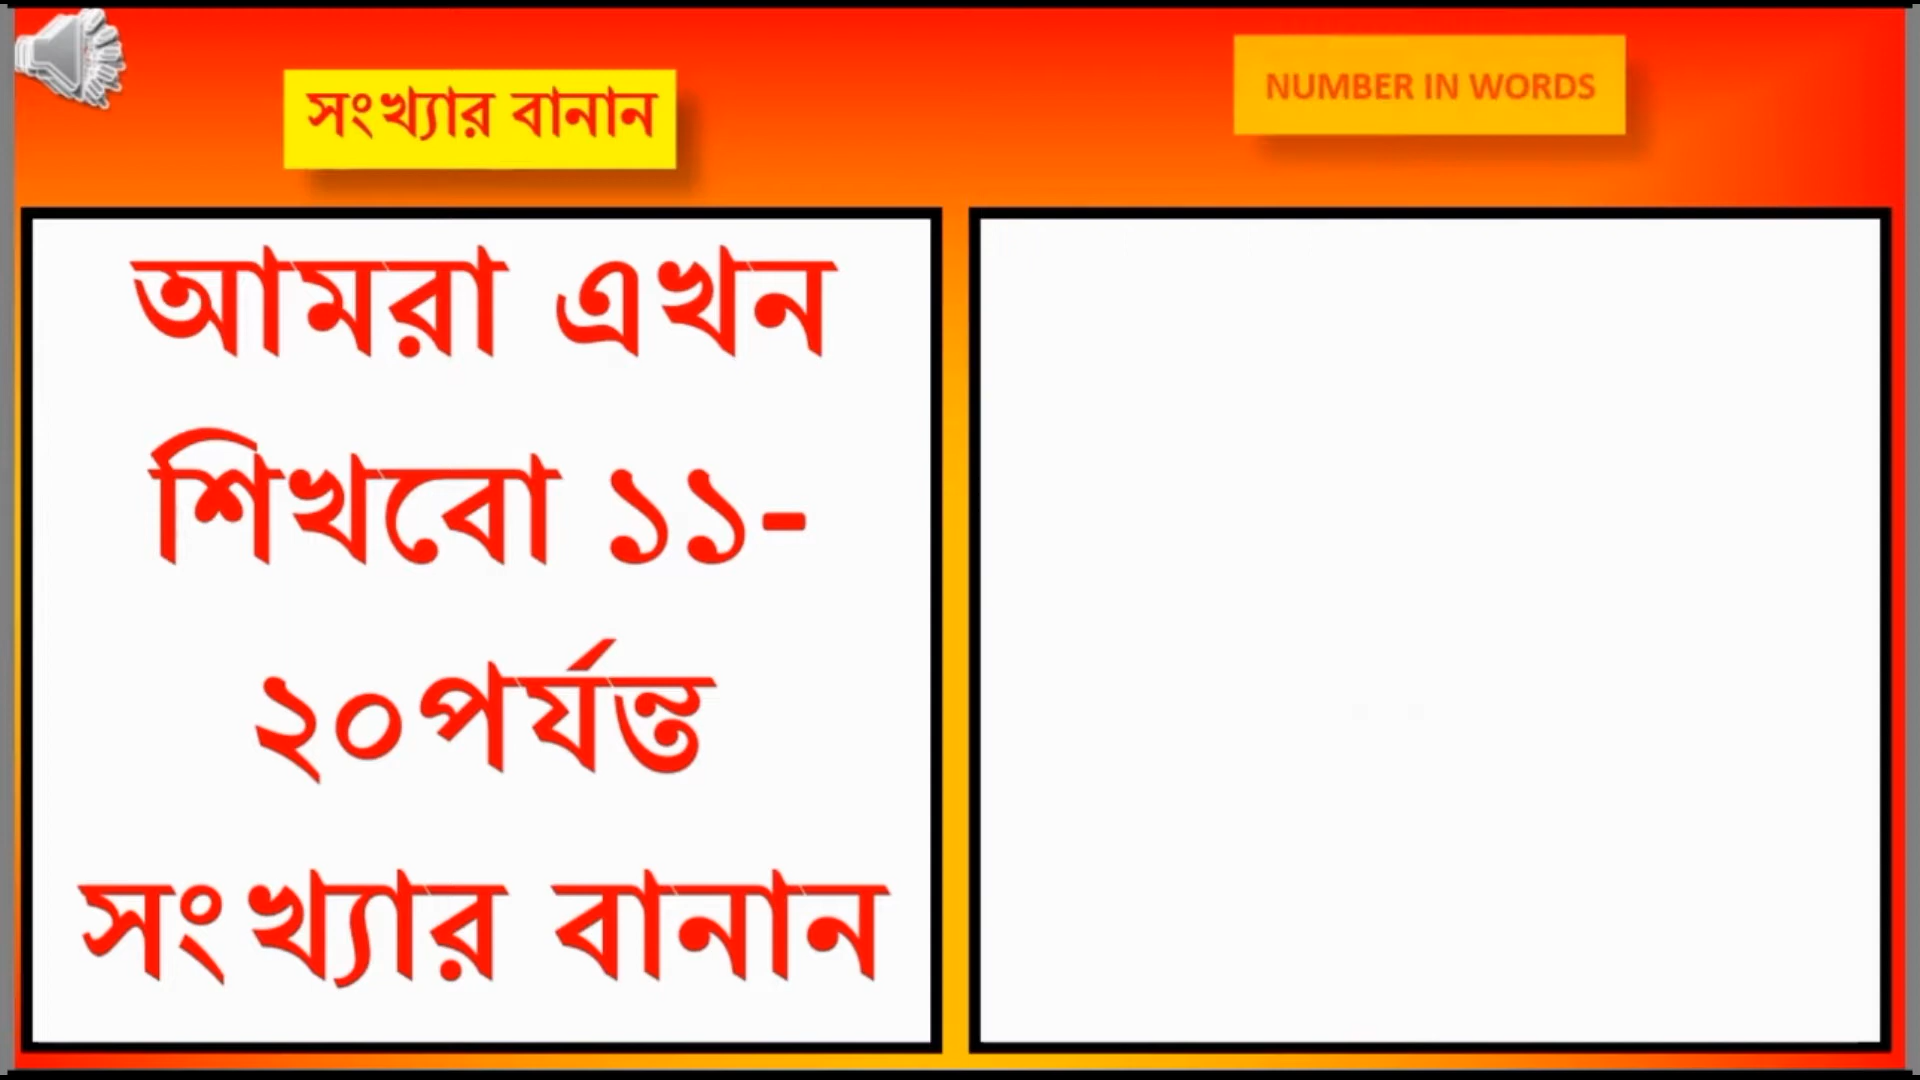 সংখ্যার বানান
NUMBER IN WORDS
আমরা এখন
শিখবো ১১-
২০পর্যন্ত
সংখ্যার বানান